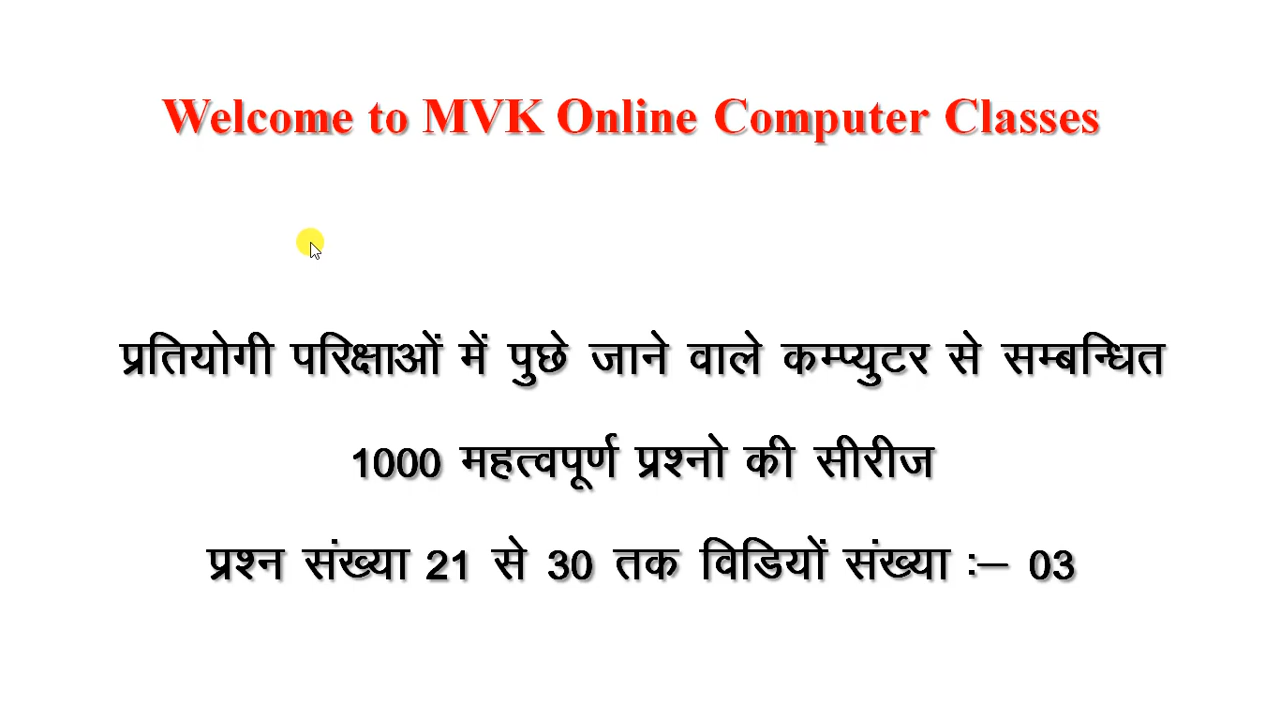 Welcome to MVK Online Computer Classes
प्रतियोगी परिक्षाओं में पुछे जाने वाले कम्प्युटर से सम्बन्धित
1000 महत्वपूर्ण प्रश्नो की सीरीज
प्रश्न संख्या 21 से 30 तक विडियों संख्या :– 03